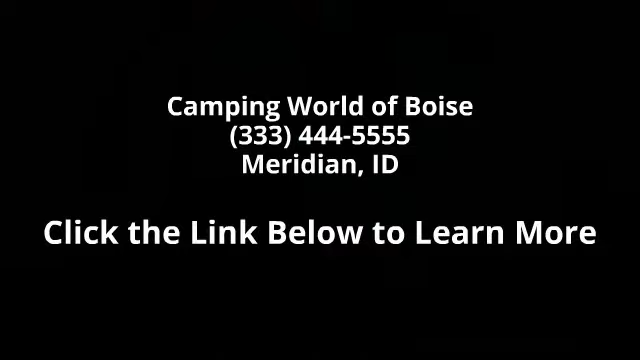 Camping World of Boise
(333) 444-5555
Meridian, ID
Click the Link Below to Learn More